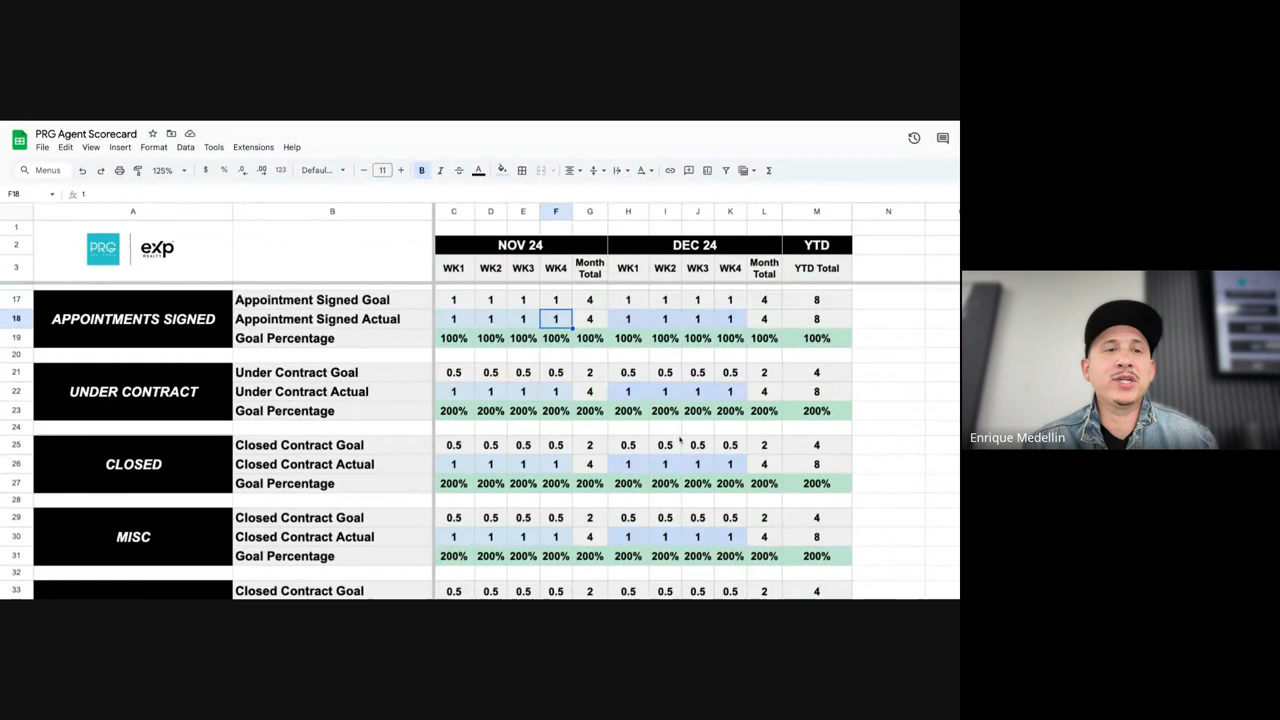 PRG Agent Scorecard
File Edit View Insert Format Data Tools Extensions Help
Menus 125% $ % .0 .00 123 Defaul... 11 B I A Σ
F18 fx 1
A B C D E F G H I J K L M N
1
2 PRG eXp REALTY NOV 24 DEC 24 YTD
3 WK1 WK2 WK3 WK4 Month Total WK1 WK2 WK3 WK4 Month Total YTD Total
17 Appointment Signed Goal 1 1 1 1 4 1 1 1 1 4 8
18 APPOINTMENTS SIGNED Appointment Signed Actual 1 1 1 1 4 1 1 1 1 4 8
19 Goal Percentage 100% 100% 100% 100% 100% 100% 100% 100% 100% 100% 100%
20
21 Under Contract Goal 0.5 0.5 0.5 0.5 2 0.5 0.5 0.5 0.5 2 4
22 UNDER CONTRACT Under Contract Actual 1 1 1 1 4 1 1 1 1 4 8
23 Goal Percentage 200% 200% 200% 200% 200% 200% 200% 200% 200% 200% 200%
24
25 Closed Contract Goal 0.5 0.5 0.5 0.5 2 0.5 0.5 0.5 0.5 2 4
26 CLOSED Closed Contract Actual 1 1 1 1 4 1 1 1 1 4 8
27 Goal Percentage 200% 200% 200% 200% 200% 200% 200% 200% 200% 200% 200%
28
29 Closed Contract Goal 0.5 0.5 0.5 0.5 2 0.5 0.5 0.5 0.5 2 4
30 MISC Closed Contract Actual 1 1 1 1 4 1 1 1 1 4 8
31 Goal Percentage 200% 200% 200% 200% 200% 200% 200% 200% 200% 200% 200%
32
33 Closed Contract Goal 0.5 0.5 0.5 0.5 2 0.5 0.5 0.5 0.5 2 4
Enrique Medellin